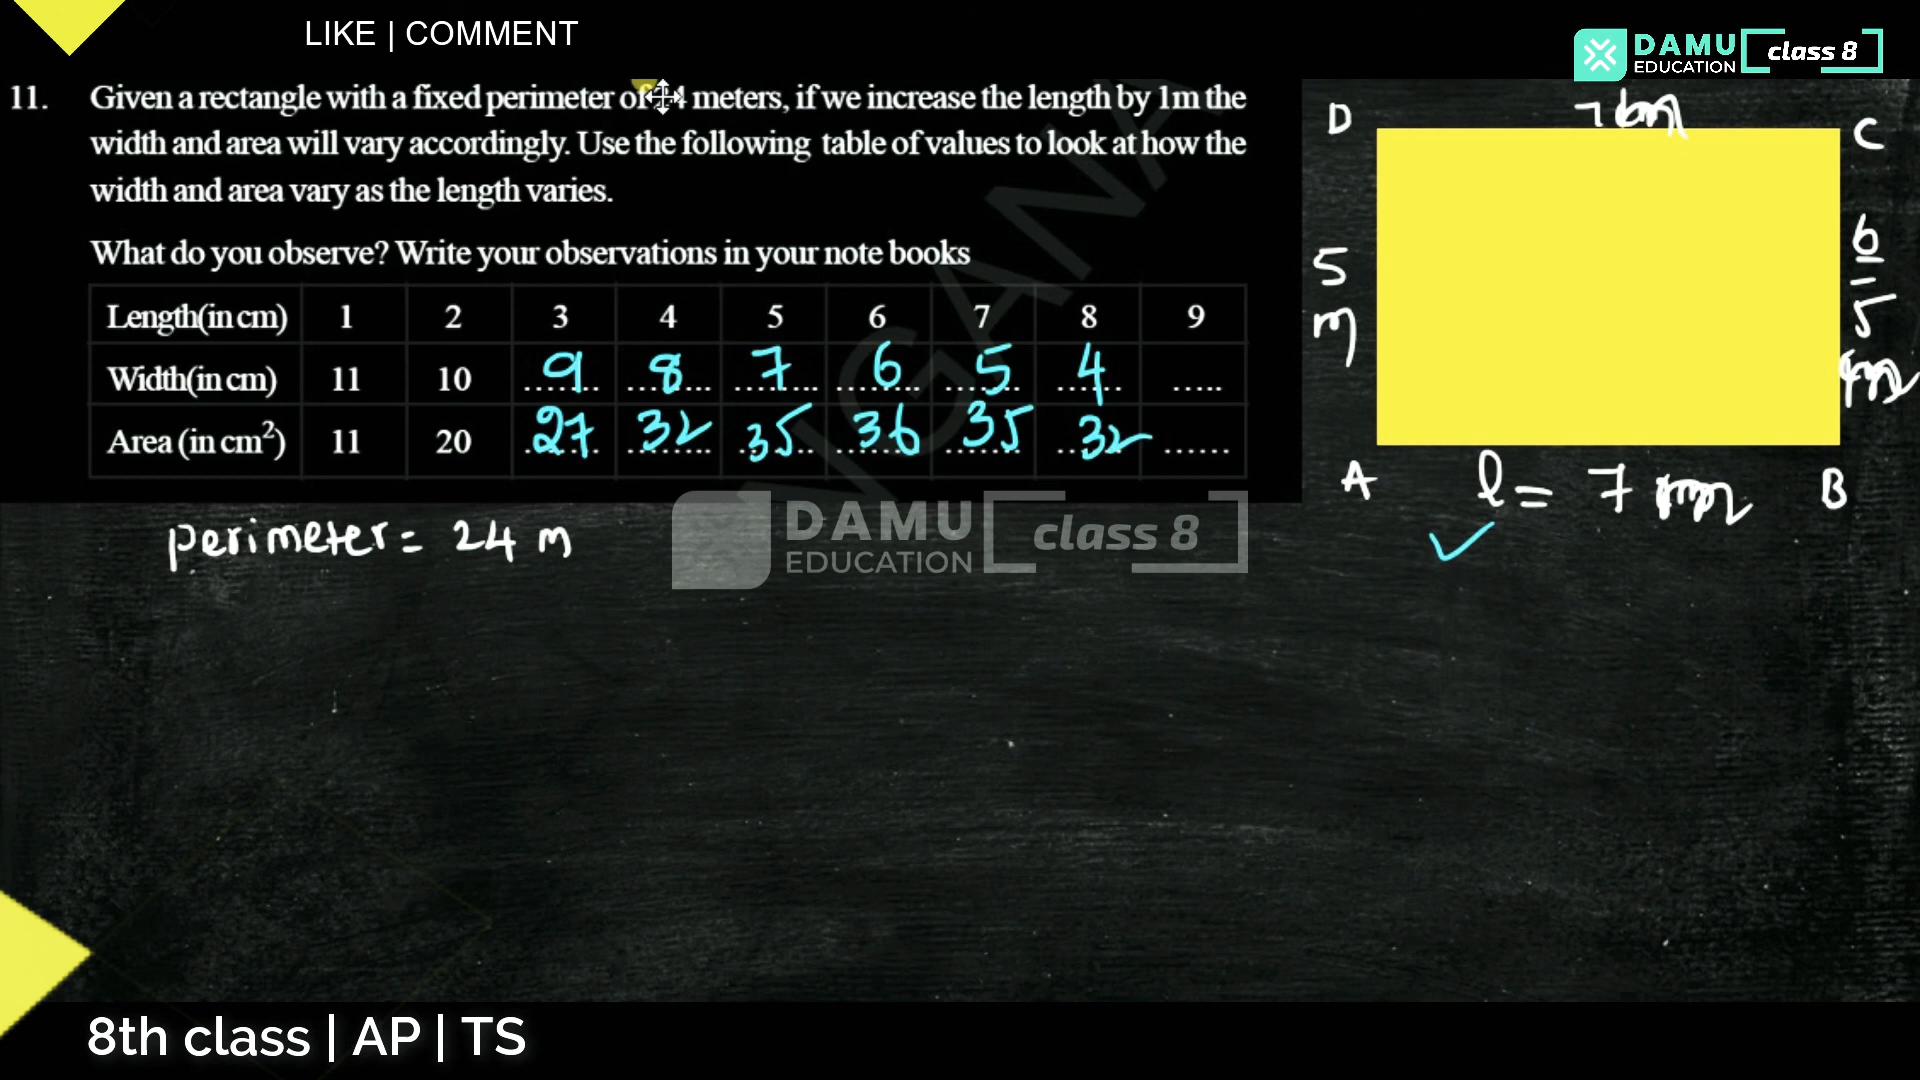 LIKE | COMMENT
DAMU
EDUCATION
class 8
11. Given a rectangle with a fixed perimeter of meters, if we increase the length by 1m the
width and area will vary accordingly. Use the following table of values to look at how the
width and area vary as the length varies.
What do you observe? Write your observations in your note books
Length(in cm) 1 2 3 4 5 6 7 8 9
Width(in cm) 11 10 9 8 7 6 5 4 .....
Area (in cm²) 11 20 27 32 35 36 35 32 ......
D
C
5
m
6
5
A l = 7 B
perimeter = 24 m
DAMU
EDUCATION
class 8
8th class | AP | TS